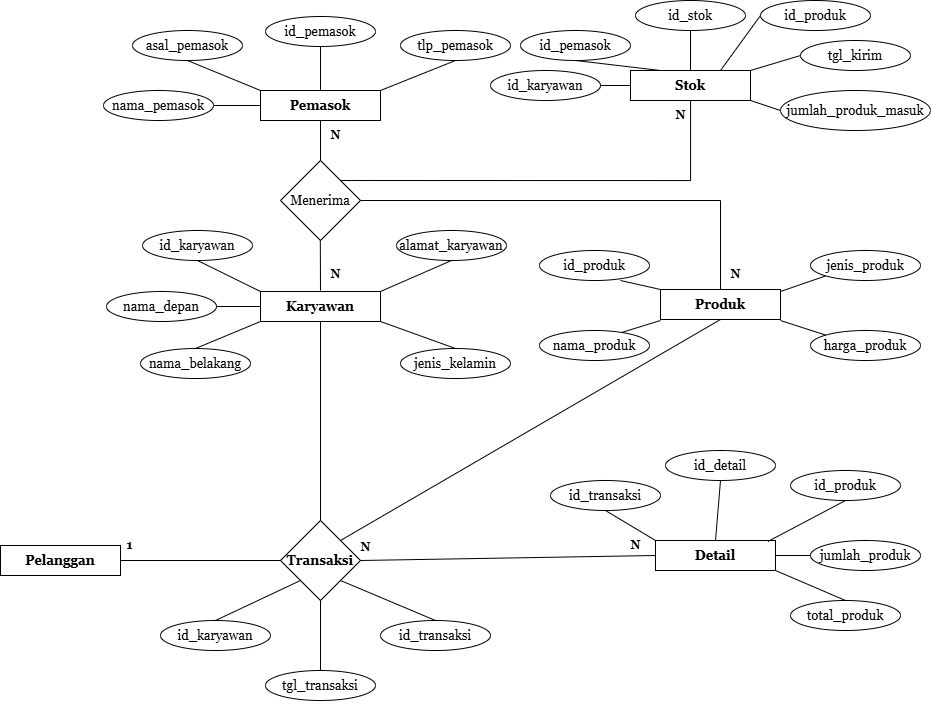 id_stok
id_produk
id_pemasok
asal_pemasok
tlp_pemasok
id_pemasok
tgl_kirim
id_karyawan
Stok
nama_pemasok
Pemasok
jumlah_produk_masuk
N
N
Menerima
id_karyawan
alamat_karyawan
id_produk
jenis_produk
N
N
nama_depan
Karyawan
Produk
nama_produk
harga_produk
nama_belakang
jenis_kelamin
id_detail
id_transaksi
id_produk
1
N
N
Pelanggan
Transaksi
Detail
jumlah_produk
total_produk
id_karyawan
id_transaksi
tgl_transaksi